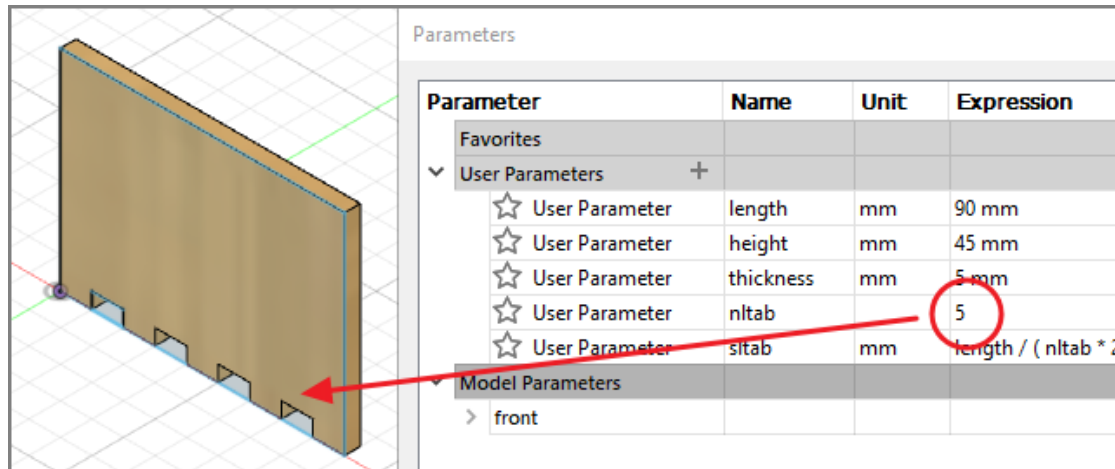 Parameters
Parameter Name Unit Expression
Favorites
User Parameters +
User Parameter length mm 90 mm
User Parameter height mm 45 mm
User Parameter thickness mm 5 mm
User Parameter nltab 5
User Parameter sltab mm length / ( nltab * 2
Model Parameters
front